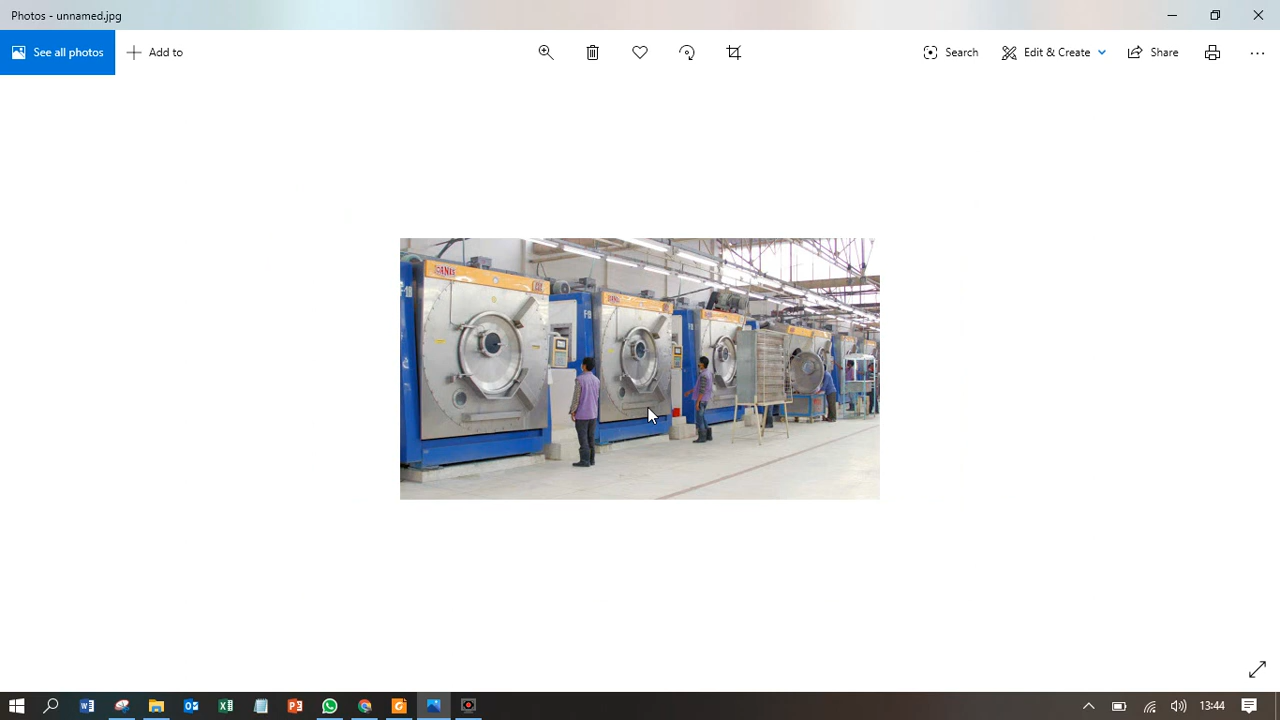 Photos - unnamed.jpg
See all photos
Add to
Search
Edit & Create
Share
13:44